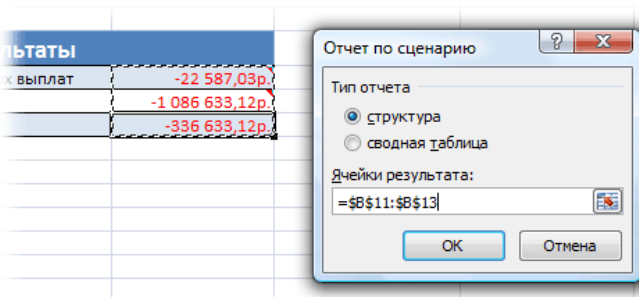 льтаты
х выплат -22 587,03р.
-1 086 633,12р.
-336 633,12р.
Отчет по сценарию
Тип отчета
структура
сводная таблица
Ячейки результата:
=$B$11:$B$13
OK Отмена